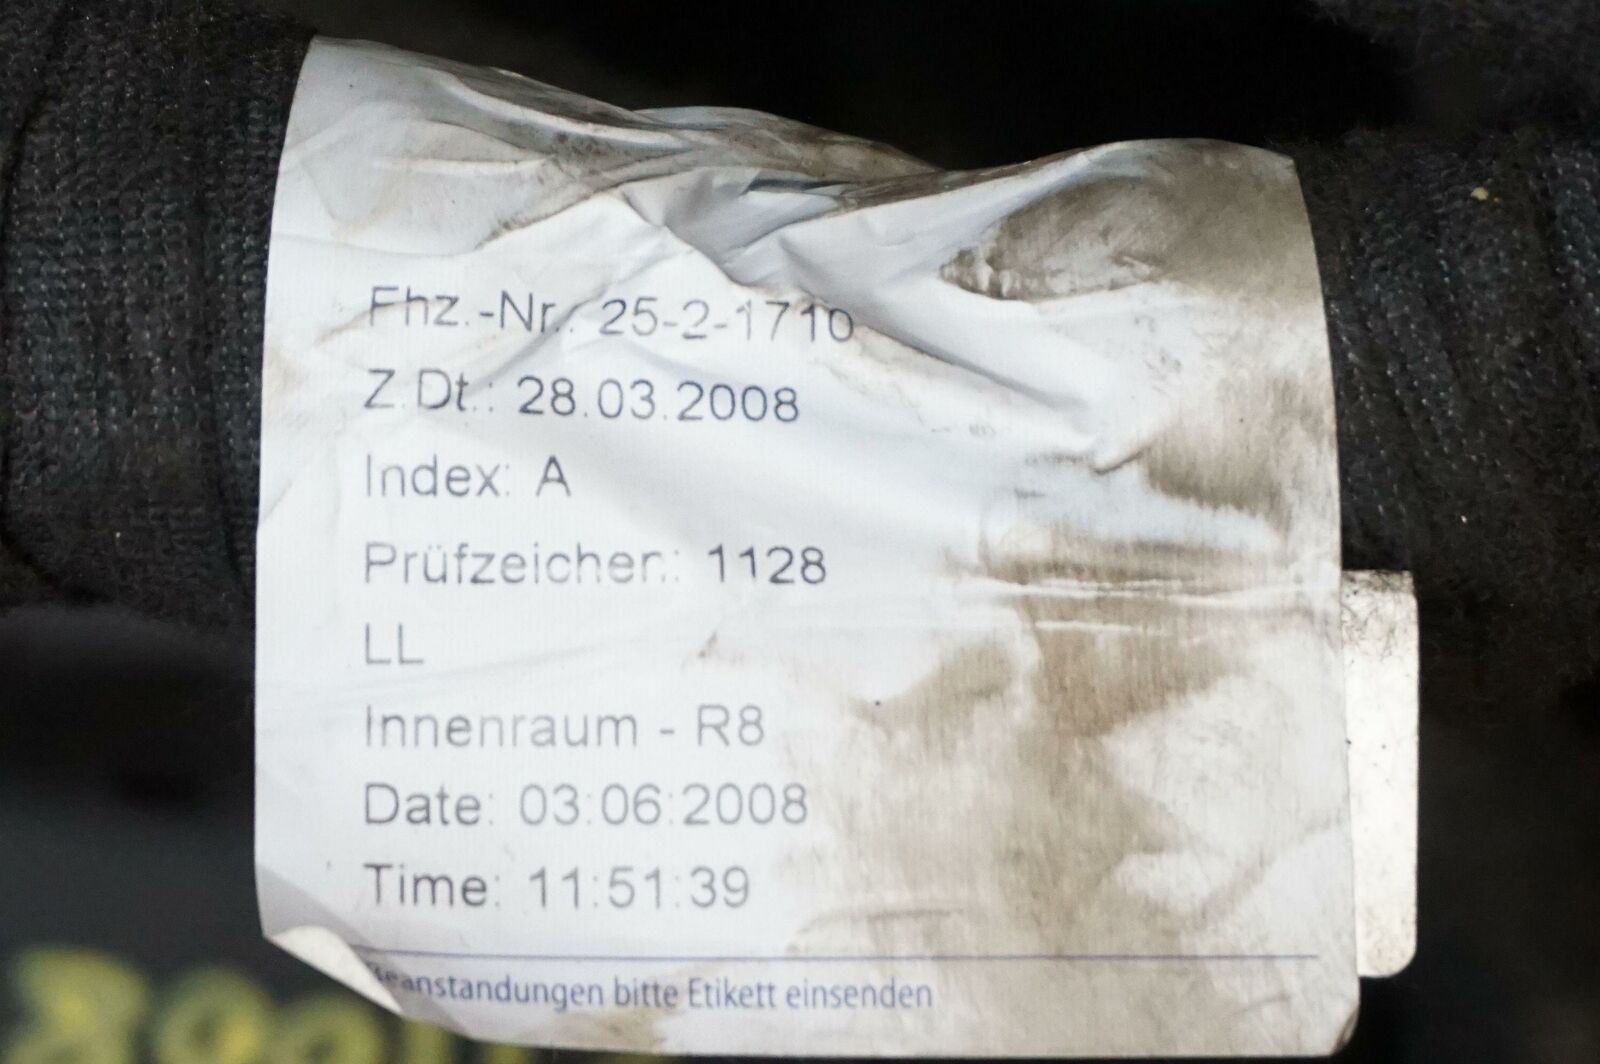 Fhz.-Nr.: 25-2-1710
Z.Dt.: 28.03.2008
Index: A
Prüfzeichen.: 1128
LL
Innenraum - R8
Date: 03:06:2008
Time: 11:51:39
Beanstandungen bitte Etikett einsenden